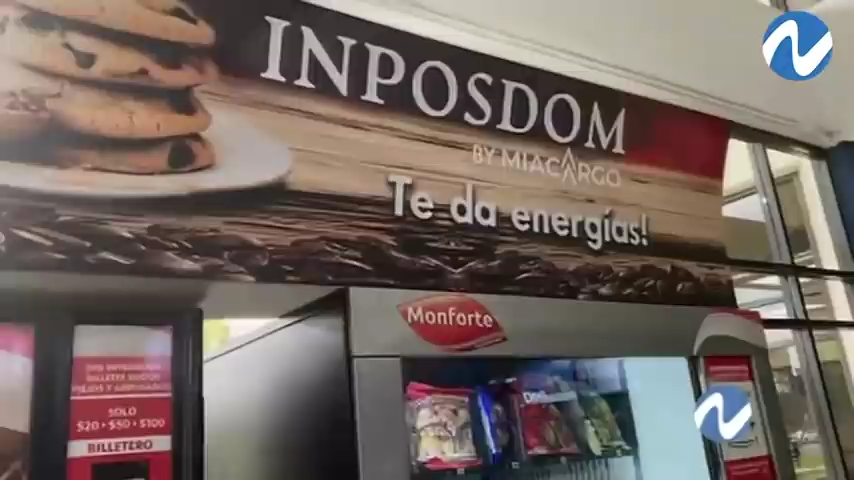 INPOSDOM
BY MIACARGO
Te da energías!
Monforte
SOLO
$20 • $50 • $100
BILLETERO